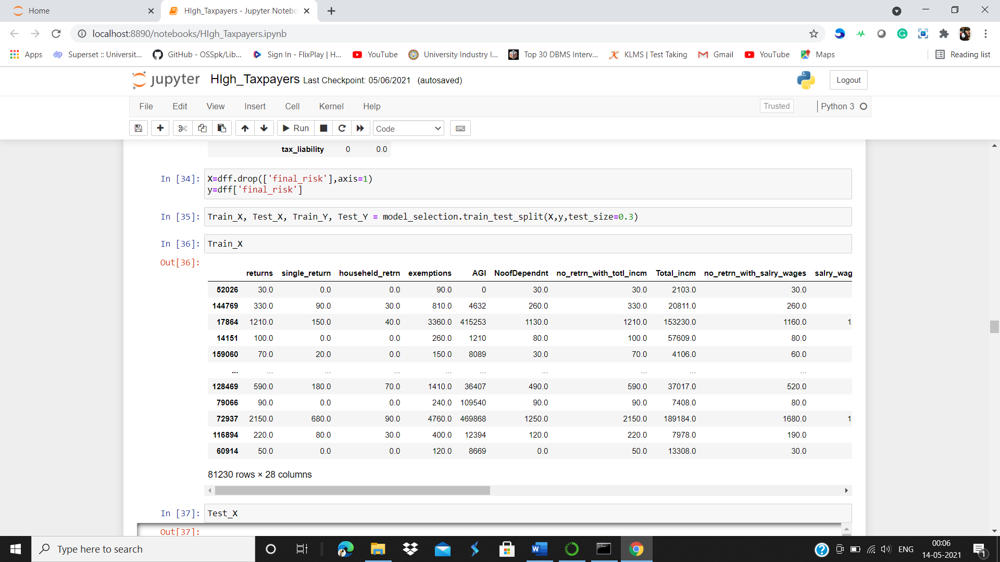 Home
HIgh_Taxpayers - Jupyter Notebo
localhost:8890/notebooks/HIgh_Taxpayers.ipynb
Apps Superset :: Universit... GitHub - OSSpk/Lib... Sign In - FlixPlay | H... YouTube University Industry I... Top 30 DBMS Interv... KLMS | Test Taking Gmail YouTube Maps Reading list
jupyter HIgh_Taxpayers Last Checkpoint: 05/06/2021 (autosaved) Logout
File Edit View Insert Cell Kernel Help Trusted Python 3
Run Code
tax_liability 0 0.0
In [34]: X=dff.drop(['final_risk'],axis=1)
y=dff['final_risk']
In [35]: Train_X, Test_X, Train_Y, Test_Y = model_selection.train_test_split(X,y,test_size=0.3)
In [36]: Train_X
Out[36]:
returns single_return househeld_retrn exemptions AGI NoofDependnt no_retrn_with_totl_incm Total_incm no_retrn_with_salry_wages salry_wag
52026 30.0 0.0 0.0 90.0 0 30.0 30.0 2103.0 30.0
144769 330.0 90.0 30.0 810.0 4632 260.0 330.0 20811.0 260.0
17864 1210.0 150.0 40.0 3360.0 415253 1130.0 1210.0 153230.0 1160.0 1
14151 100.0 0.0 0.0 260.0 1210 80.0 100.0 57609.0 80.0
159060 70.0 20.0 0.0 150.0 8089 30.0 70.0 4106.0 60.0
... ... ... ... ... ... ... ... ... ...
128469 590.0 180.0 70.0 1410.0 36407 490.0 590.0 37017.0 520.0
79066 90.0 0.0 0.0 240.0 109540 90.0 90.0 7408.0 80.0
72937 2150.0 680.0 90.0 4760.0 469868 1250.0 2150.0 189184.0 1680.0 1
116894 220.0 80.0 30.0 400.0 12394 120.0 220.0 7978.0 190.0
60914 50.0 0.0 0.0 120.0 8669 0.0 50.0 13308.0 30.0
81230 rows × 28 columns
In [37]: Test_X
Out[37]:
Type here to search
ENG
00:06
14-05-2021
1